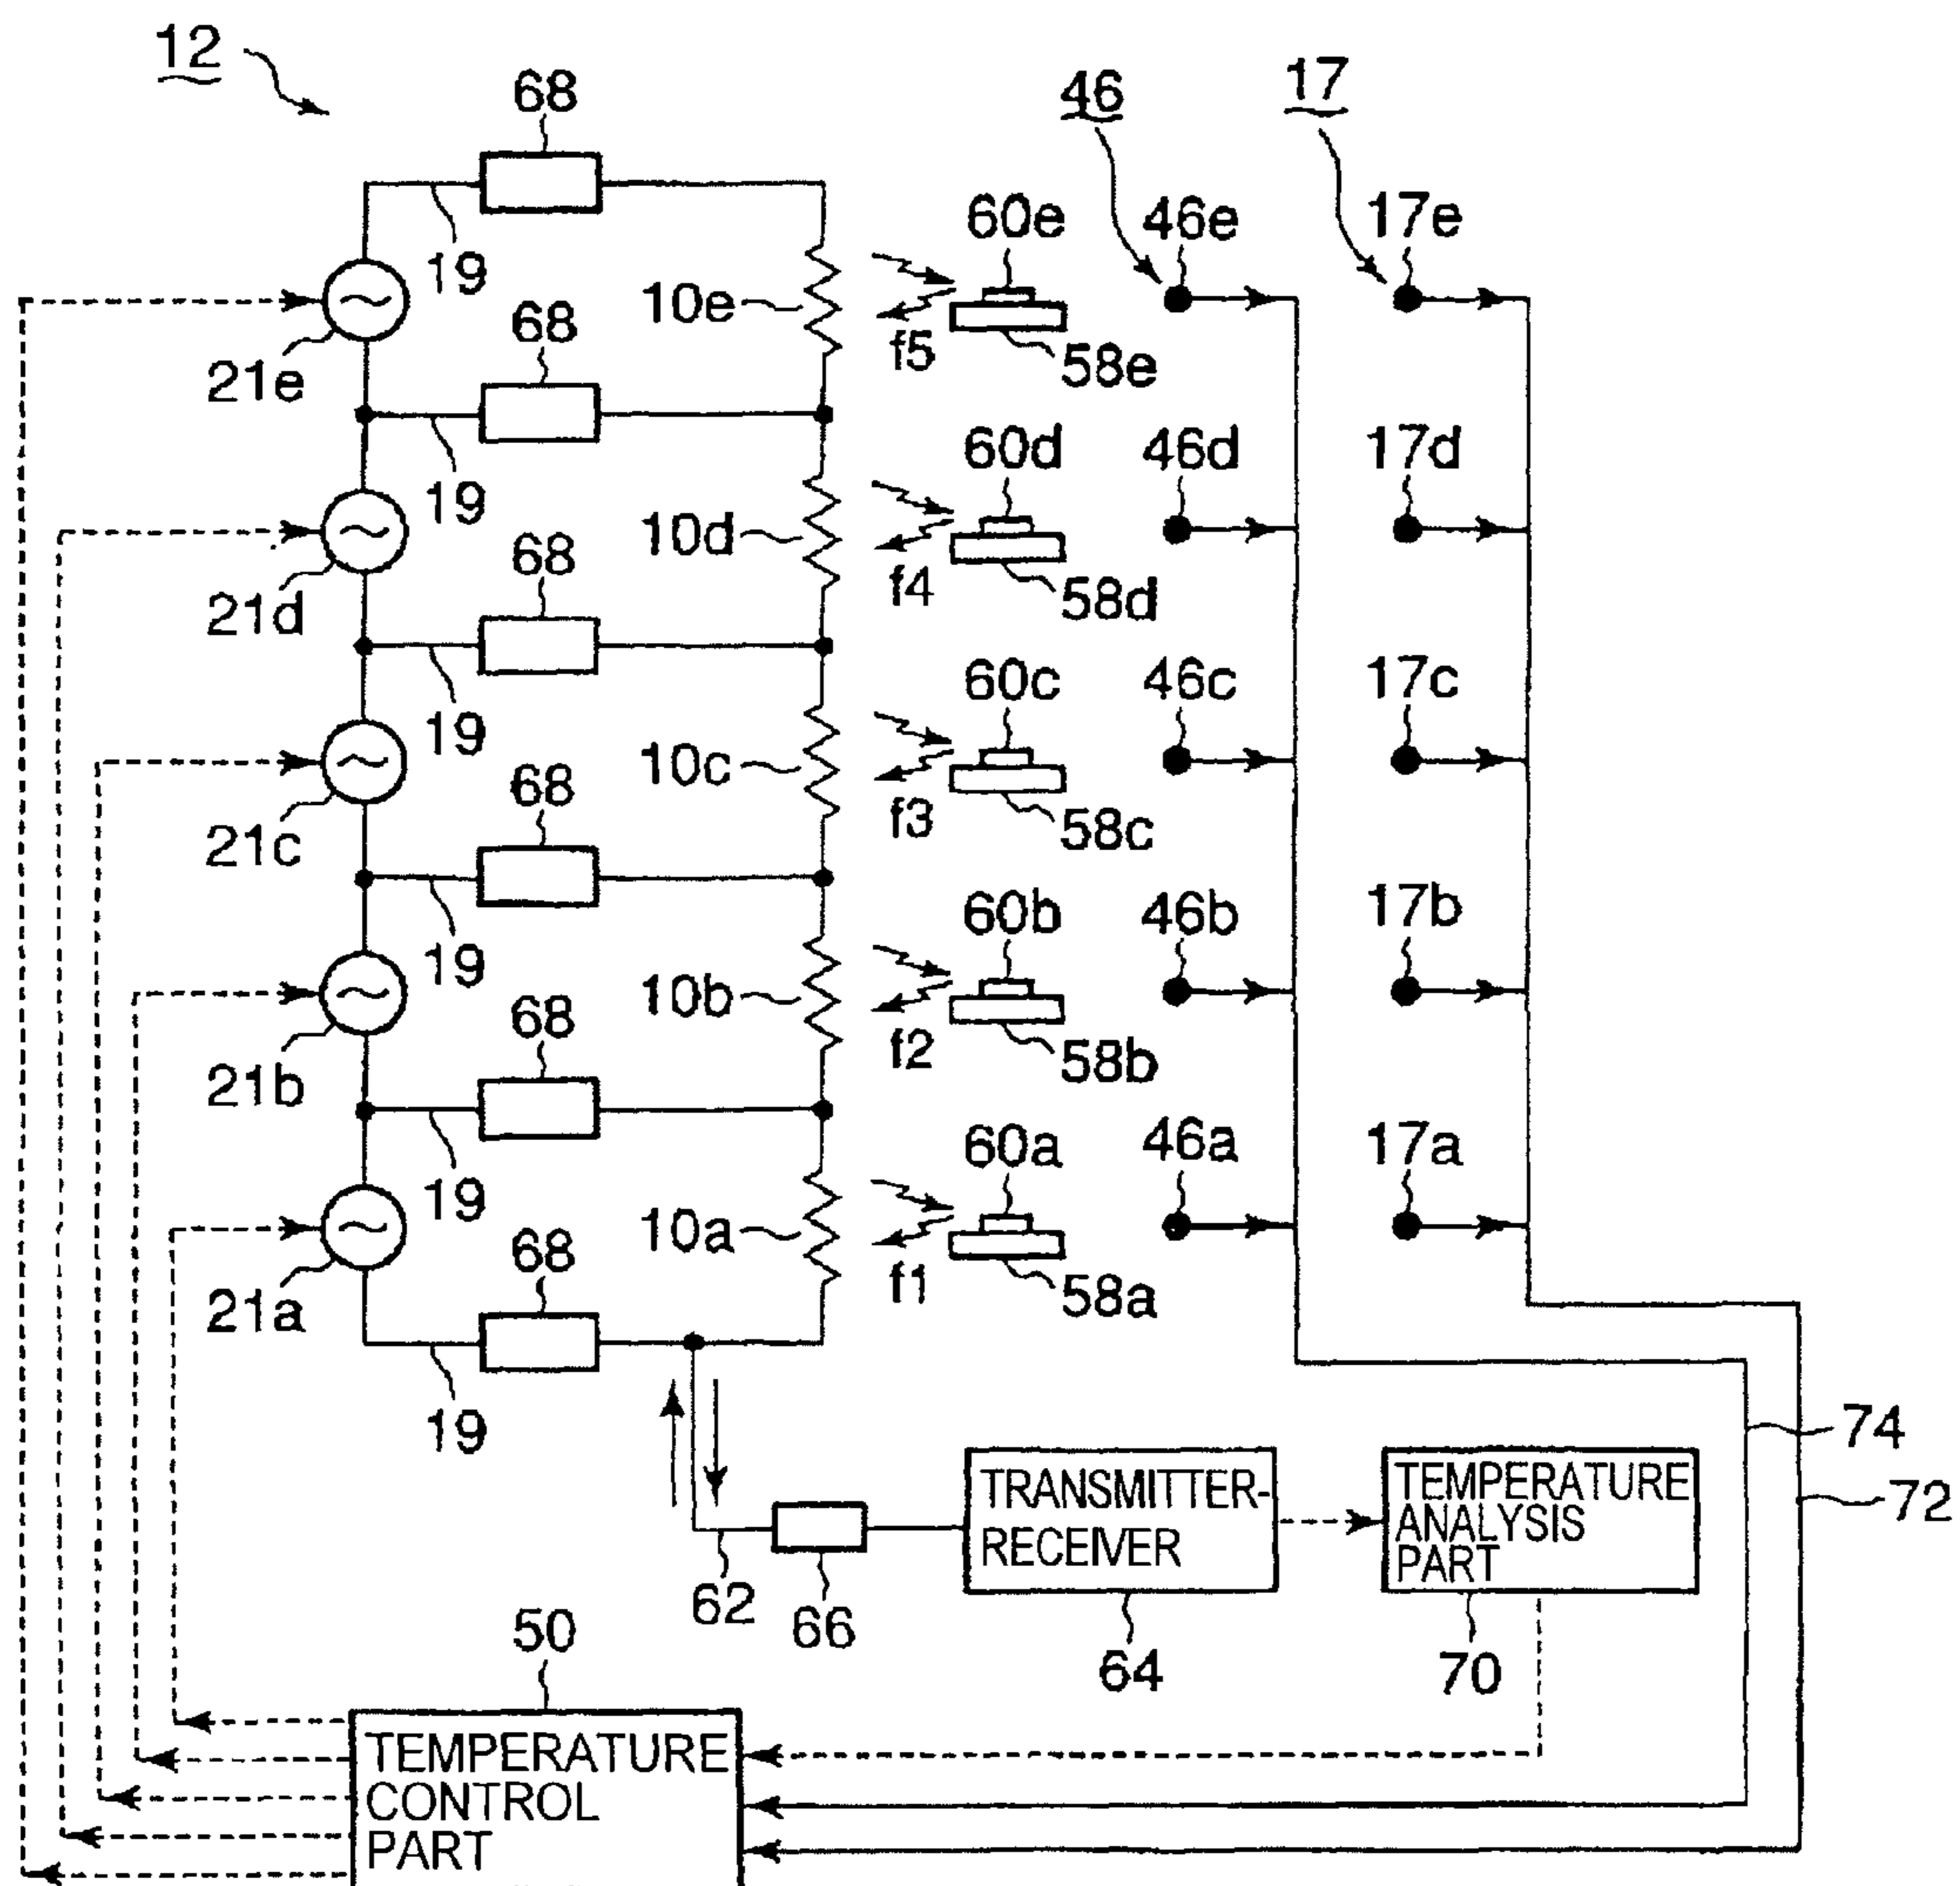 12
68
46
17
60e
46e
17e
19
10e
f5
58e
21e
68
60d
46d
17d
19
10d
f4
58d
21d
68
60c
46c
17c
19
10c
f3
58c
21c
68
60b
46b
17b
19
10b
f2
58b
21b
68
60a
46a
17a
19
10a
f1
58a
21a
68
19
74
TRANSMITTER-
RECEIVER
TEMPERATURE
ANALYSIS
PART
72
62
66
64
70
50
TEMPERATURE
CONTROL
PART